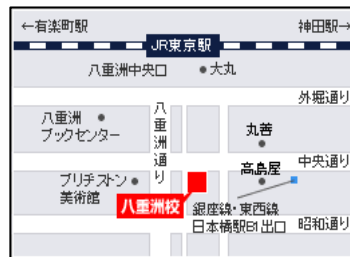 ←有楽町駅
神田駅→
JR東京駅
八重洲中央口
大丸
外堀通り
八重洲
ブックセンター
八重洲通り
丸善
中央通り
ブリヂストン
美術館
高島屋
八重洲校
銀座線・東西線
日本橋駅B1出口
昭和通り